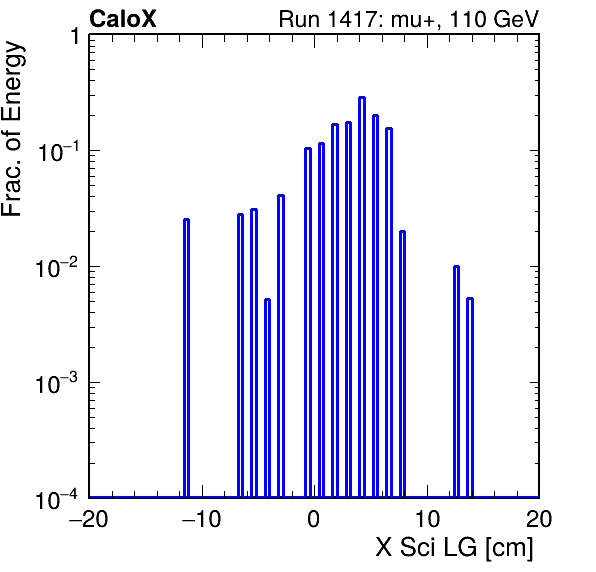 CaloX Run 1417: mu+, 110 GeV
Frac. of Energy
1
10⁻¹
10⁻²
10⁻³
10⁻⁴
−20 −10 0 10 20
X Sci LG [cm]